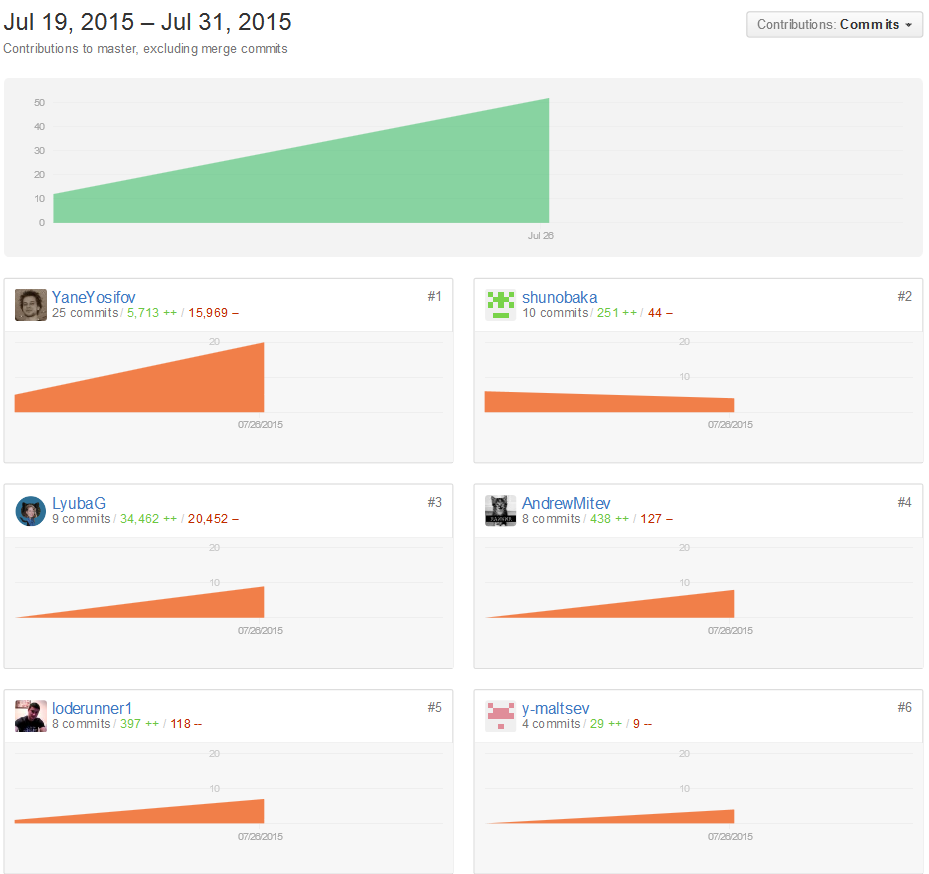 Jul 19, 2015 – Jul 31, 2015
Contributions: Commits
Contributions to master, excluding merge commits
50
40
30
20
10
0
Jul 26
YaneYosifov
#1
25 commits / 5,713 ++ / 15,969 --
20
07/26/2015
shunobaka
#2
10 commits / 251 ++ / 44 --
20
10
07/26/2015
LyubaG
#3
9 commits / 34,462 ++ / 20,452 --
20
10
07/26/2015
AndrewMitev
#4
8 commits / 438 ++ / 127 --
20
10
07/26/2015
loderunner1
#5
8 commits / 397 ++ / 118 --
20
10
07/26/2015
y-maltsev
#6
4 commits / 29 ++ / 9 --
20
10
07/26/2015